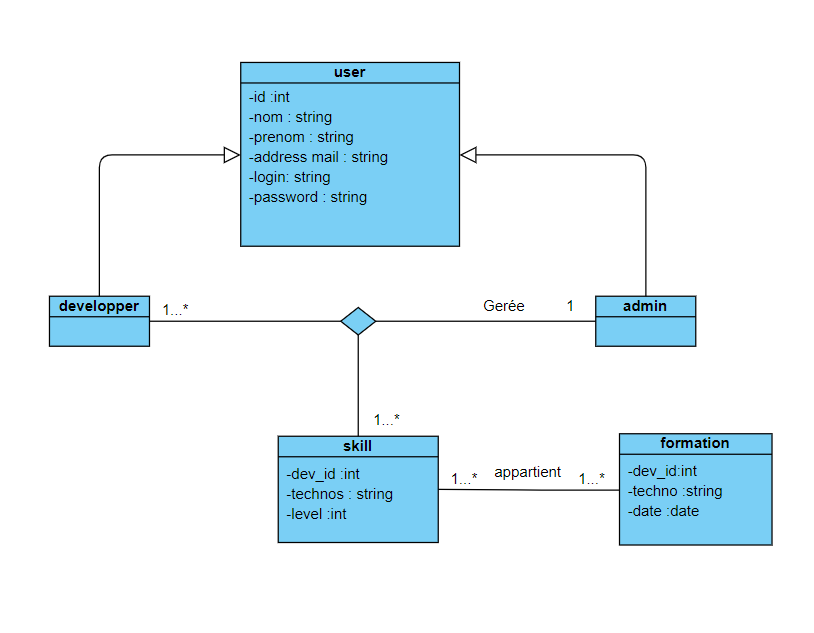 user
-id :int
-nom : string
-prenom : string
-address mail : string
-login: string
-password : string
developper
1...*
Gerée
1
admin
1...*
skill
-dev_id :int
-technos : string
-level :int
1...*
appartient
1...*
formation
-dev_id:int
-techno :string
-date :date